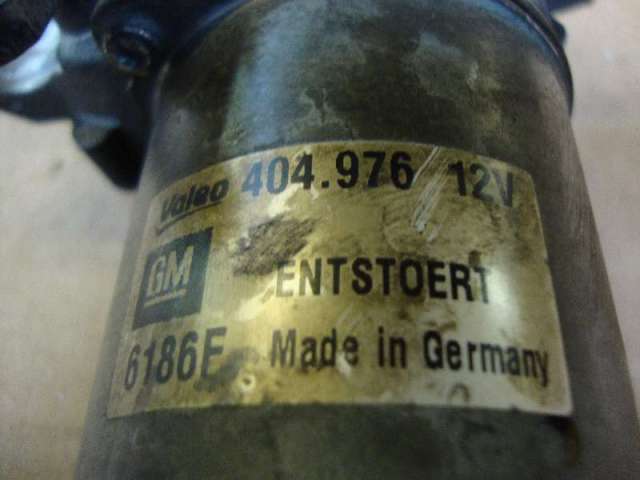 Valeo 404.976 12V
GM ENTSTOERT
6186E Made in Germany